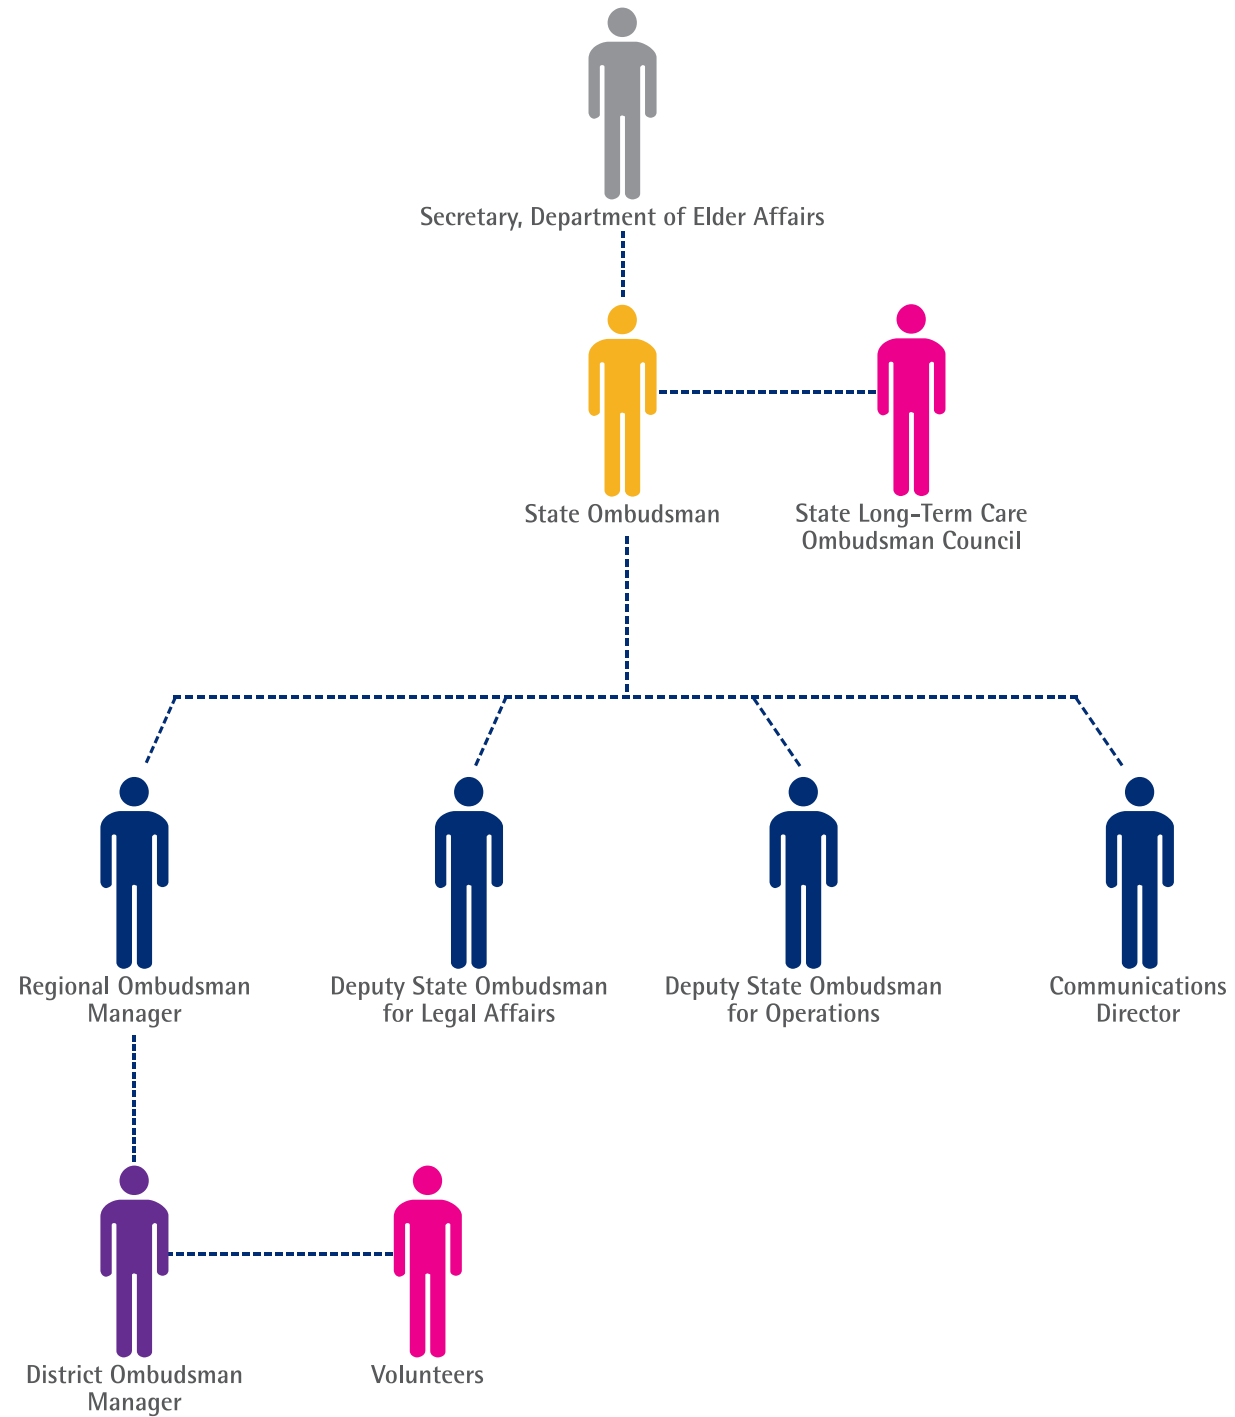 Secretary, Department of Elder Affairs
State Ombudsman
State Long-Term Care
Ombudsman Council
Regional Ombudsman
Manager
Deputy State Ombudsman
for Legal Affairs
Deputy State Ombudsman
for Operations
Communications
Director
District Ombudsman
Manager
Volunteers